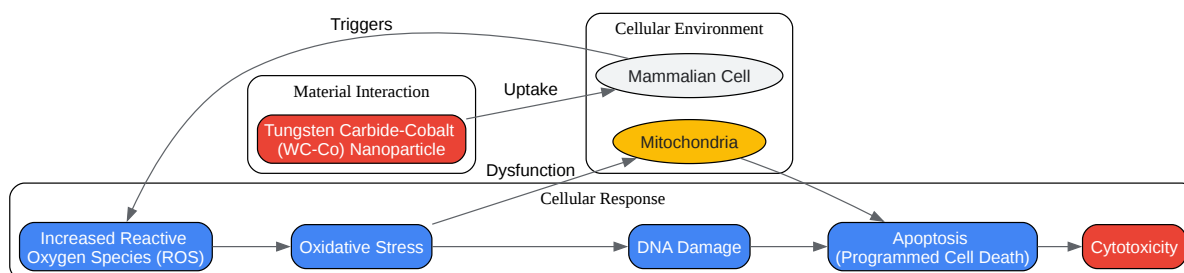 Triggers
Cellular Environment
Mammalian Cell
Material Interaction
Uptake
Tungsten Carbide-Cobalt
(WC-Co) Nanoparticle
Mitochondria
Dysfunction
Cellular Response
Increased Reactive
Oxygen Species (ROS)
Oxidative Stress
DNA Damage
Apoptosis
(Programmed Cell Death)
Cytotoxicity